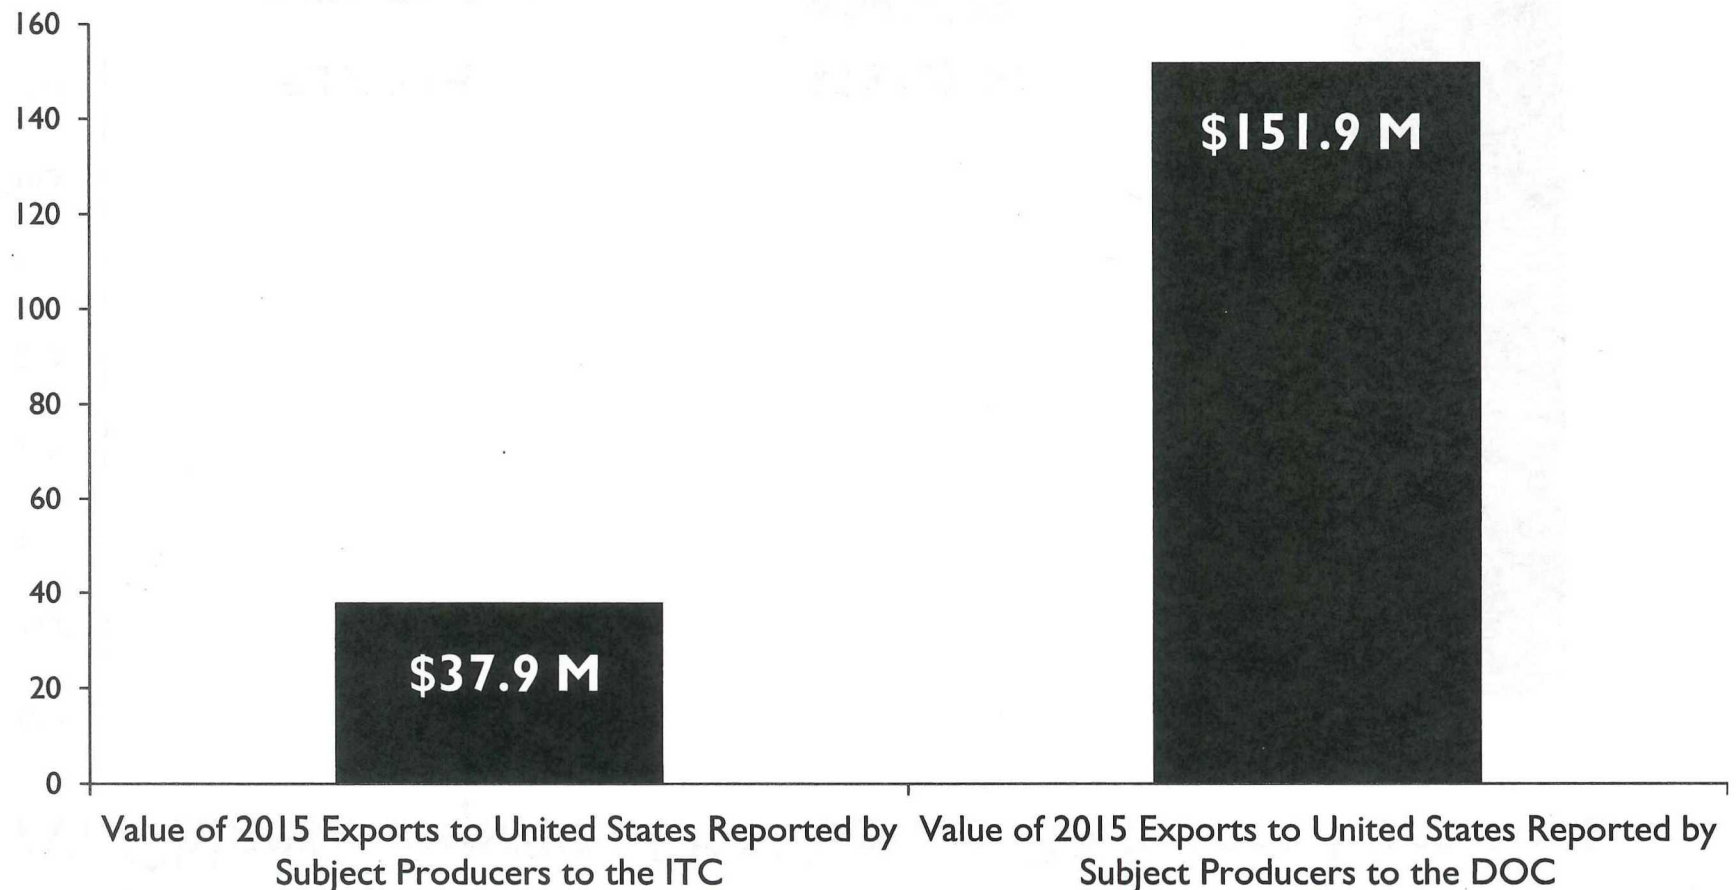 160
140
120
100
80
60
40
20
0
$151.9 M
$37.9 M
Value of 2015 Exports to United States Reported by
Subject Producers to the ITC
Value of 2015 Exports to United States Reported by
Subject Producers to the DOC